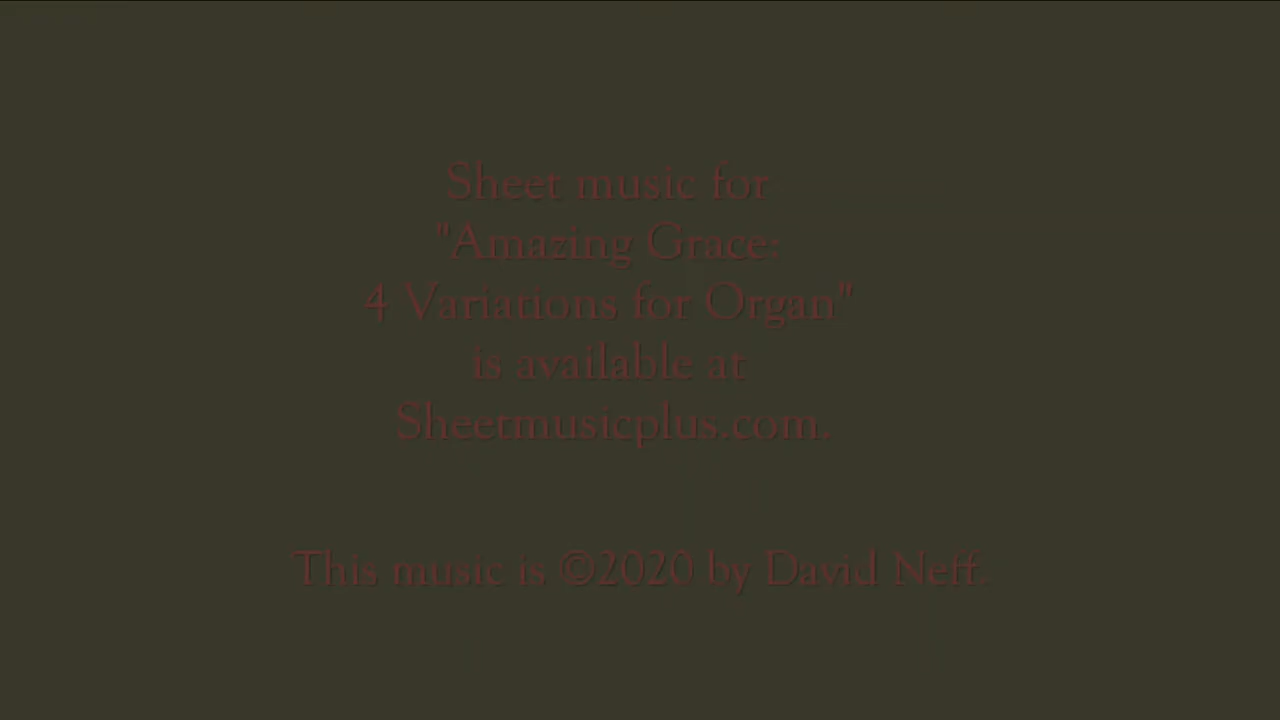 Sheet music for
"Amazing Grace:
4 Variations for Organ"
is available at
Sheetmusicplus.com.
This music is ©2020 by David Neff.